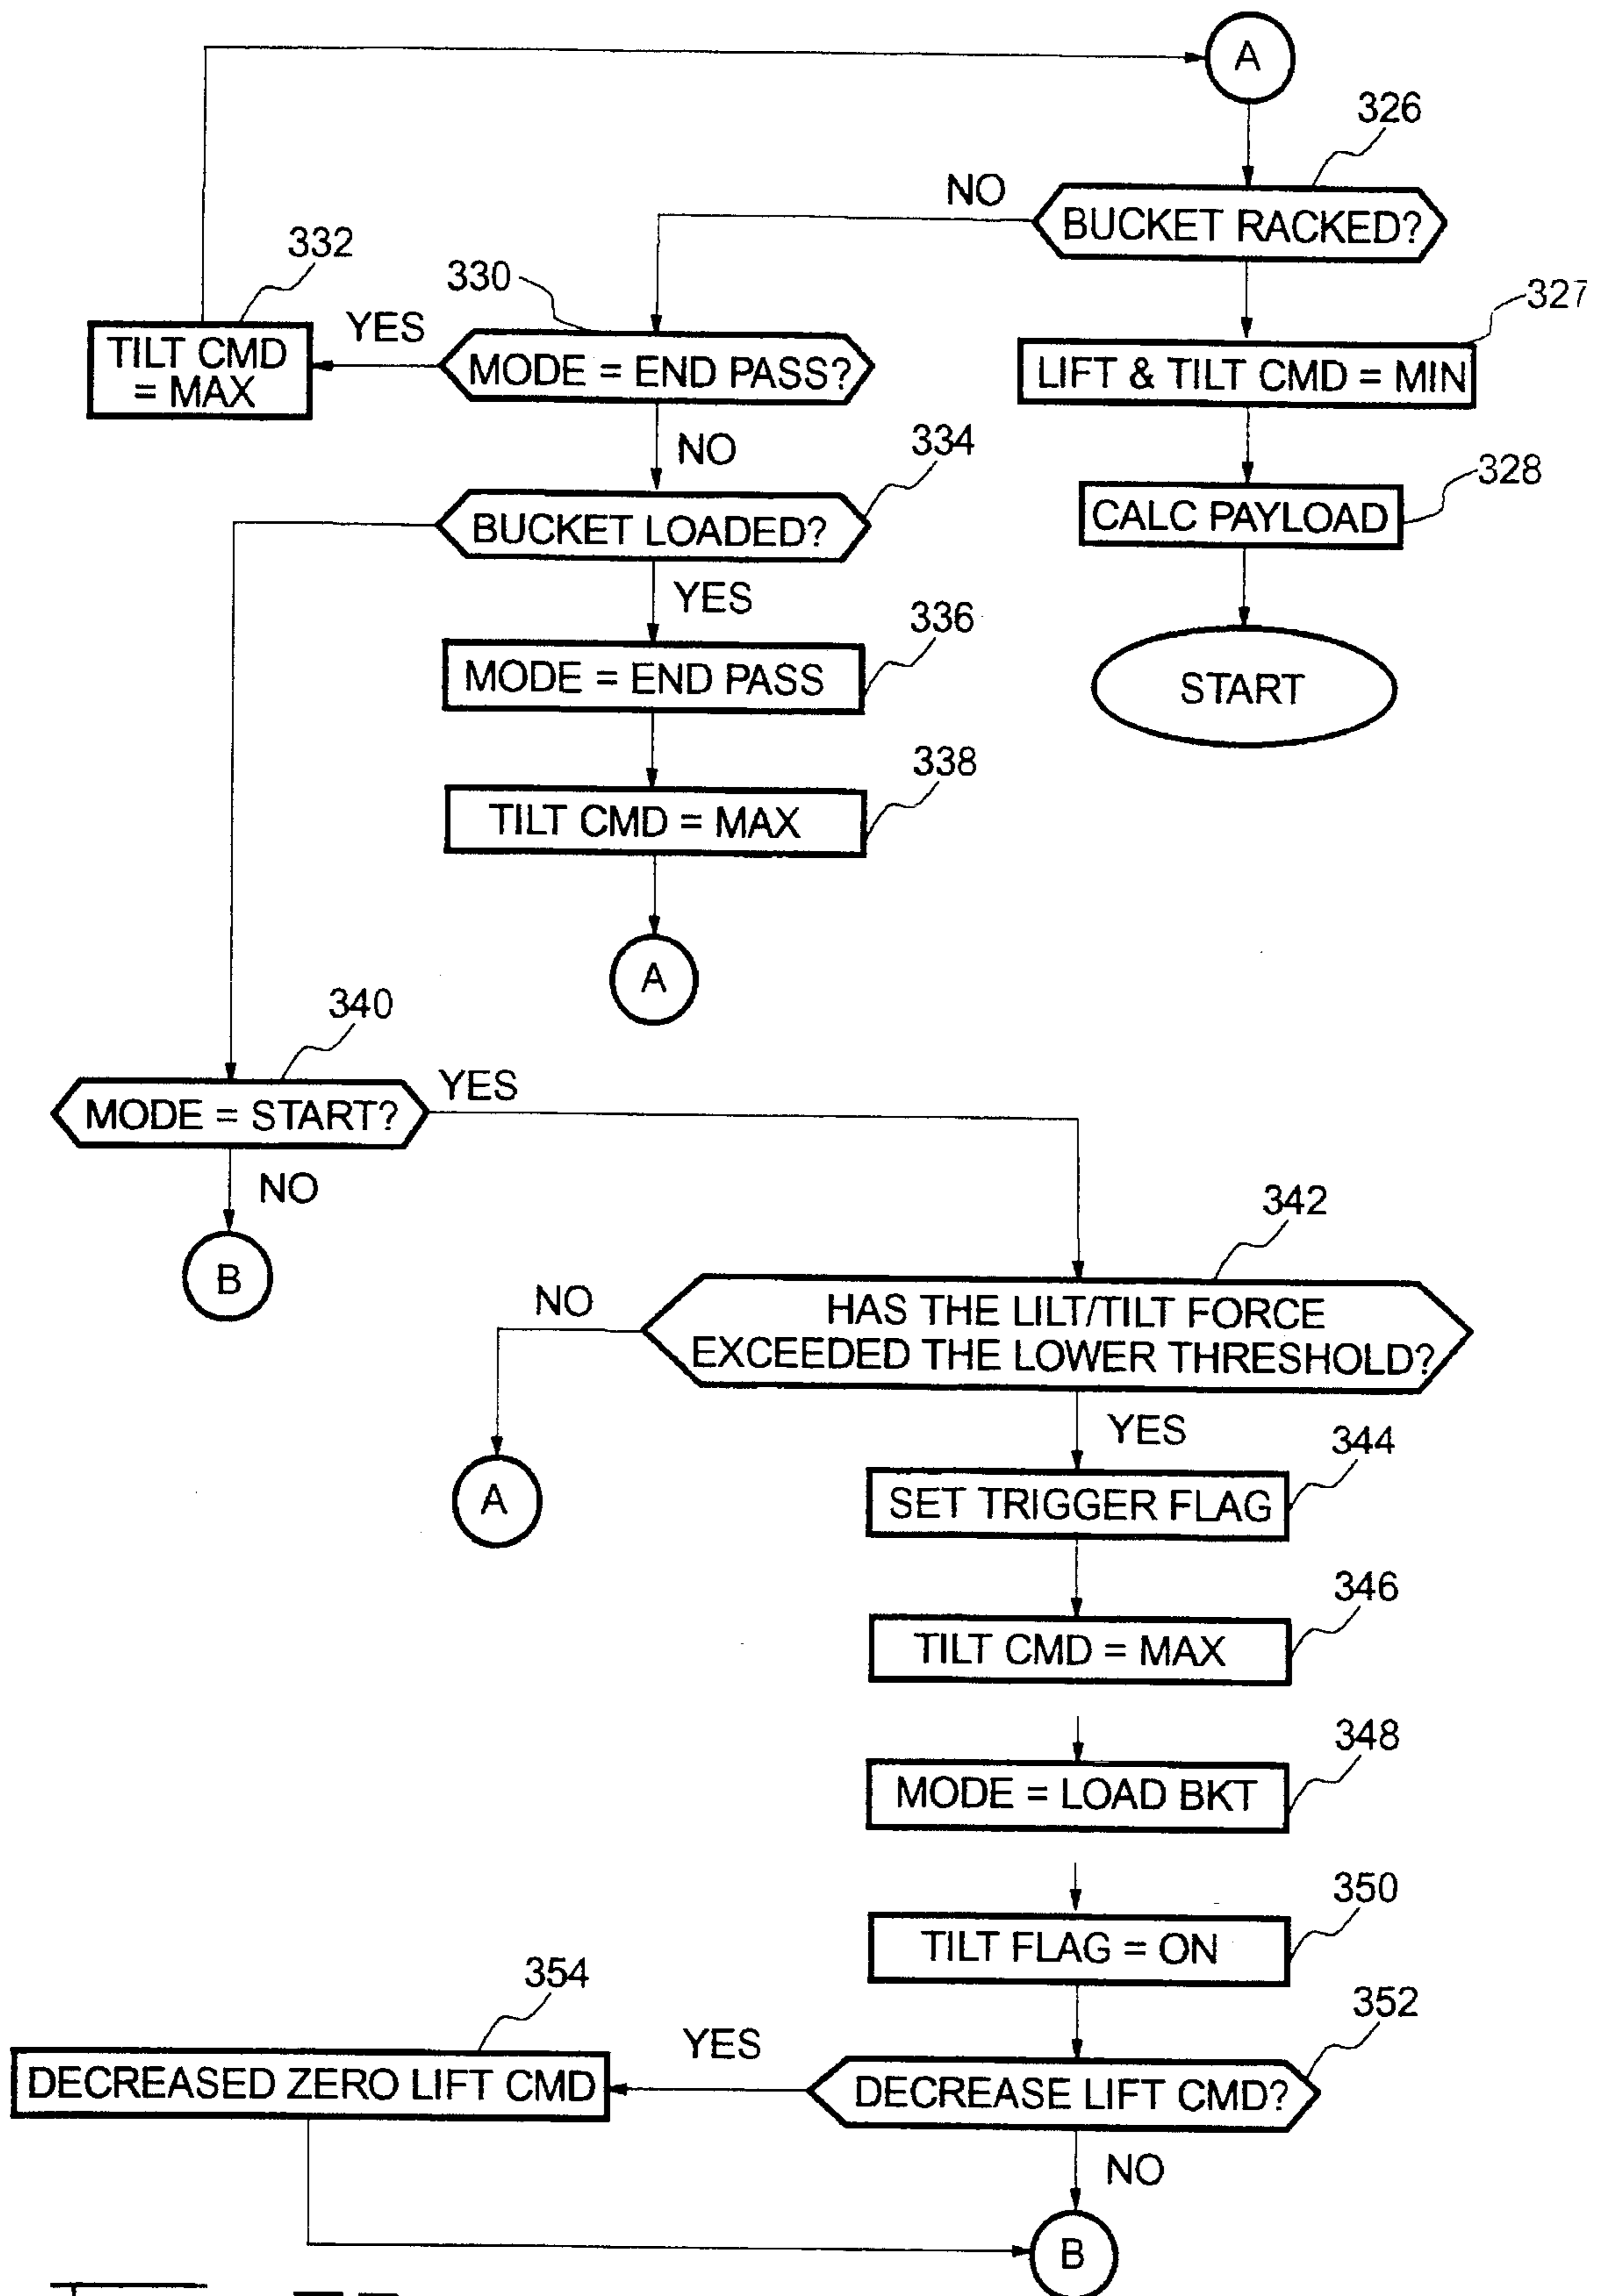 A
326
NO
BUCKET RACKED?
332
330
327
YES
TILT CMD
= MAX
MODE = END PASS?
LIFT & TILT CMD = MIN
NO
334
328
BUCKET LOADED?
CALC PAYLOAD
YES
336
MODE = END PASS
START
338
TILT CMD = MAX
A
340
YES
MODE = START?
NO
342
B
NO
HAS THE LILT/TILT FORCE
EXCEEDED THE LOWER THRESHOLD?
YES
344
A
SET TRIGGER FLAG
346
TILT CMD = MAX
348
MODE = LOAD BKT
350
TILT FLAG = ON
354
352
YES
DECREASED ZERO LIFT CMD
DECREASE LIFT CMD?
NO
B